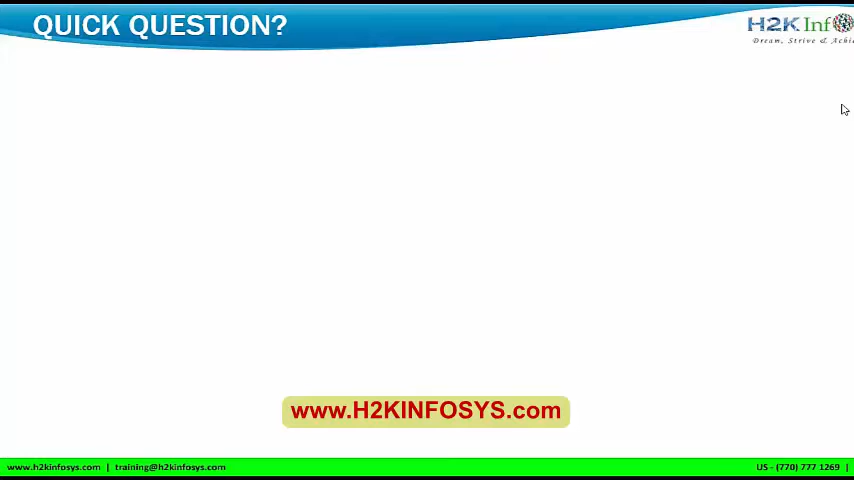 QUICK QUESTION?
H2K Inf
Dream, Strive & Achi
www.H2KINFOSYS.com
www.h2kinfosys.com | training@h2kinfosys.com
US - (770) 777 1269 |